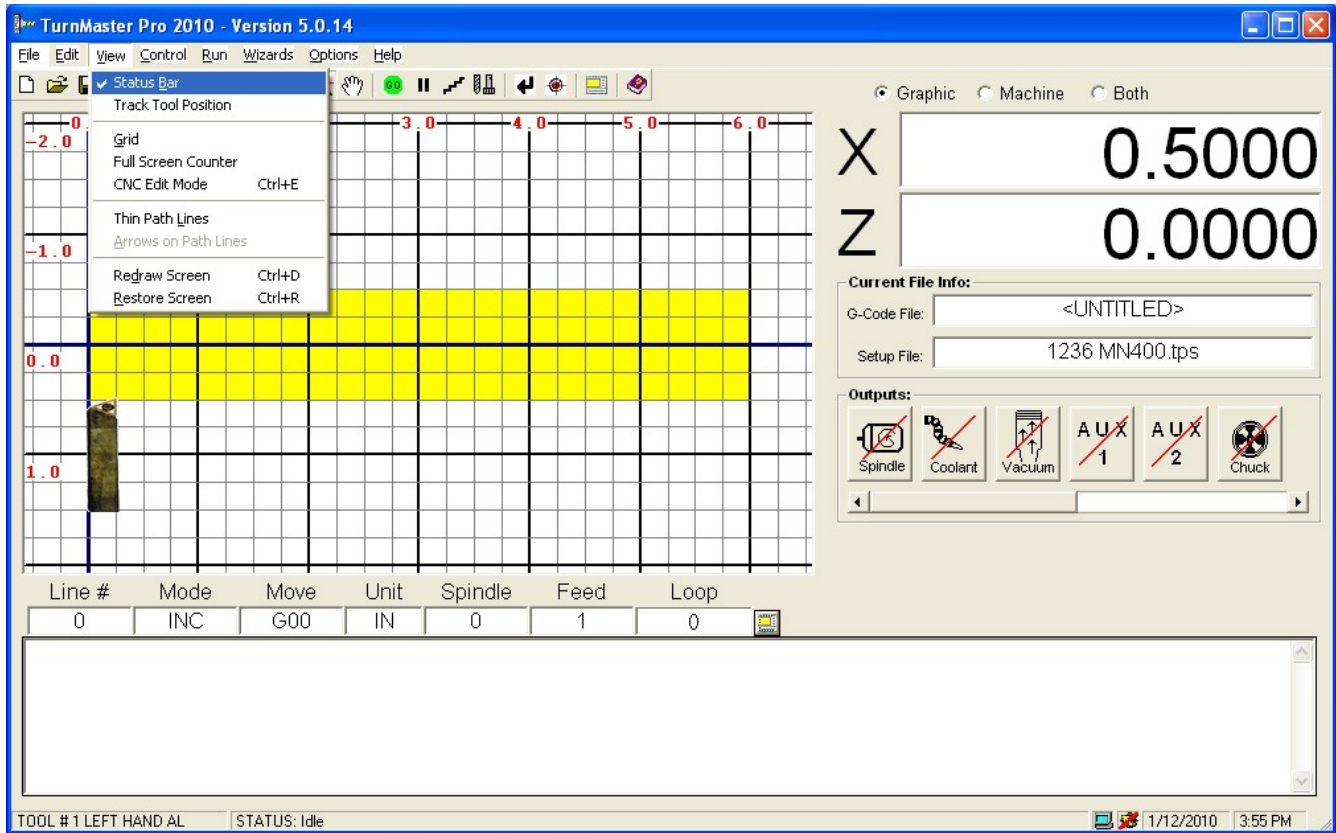 TurnMaster Pro 2010 - Version 5.0.14
File Edit View Control Run Wizards Options Help
Status Bar
Track Tool Position
Grid
Full Screen Counter
CNC Edit Mode Ctrl+E
Thin Path Lines
Arrows on Path Lines
Redraw Screen Ctrl+D
Restore Screen Ctrl+R
GO
3.0 4.0 5.0 6.0
-2.0
-1.0
0.0
1.0
Graphic Machine Both
X 0.5000
Z 0.0000
Current File Info:
G-Code File: <UNTITLED>
Setup File: 1236 MN400.tps
Outputs:
Spindle Coolant Vacuum AUX 1 AUX 2 Chuck
Line # Mode Move Unit Spindle Feed Loop
0 INC G00 IN 0 1 0
TOOL # 1 LEFT HAND AL STATUS: Idle 1/12/2010 3:55 PM